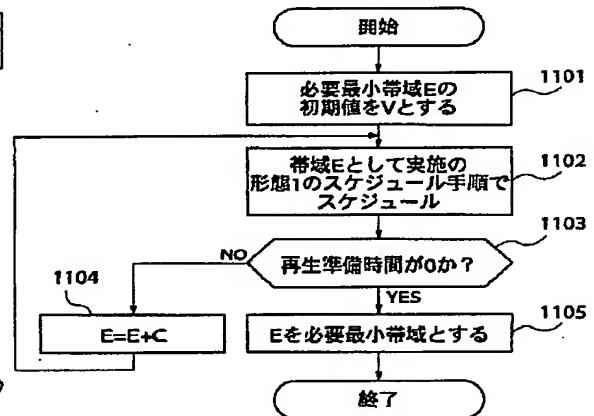 開始
必要最小帯域Eの
初期値をVとする
1101
帯域Eとして実施の
形態1のスケジュール手順で
スケジュール
1102
再生準備時間が0か？
1103
NO
YES
1104
E=E+C
Eを必要最小帯域とする
1105
終了